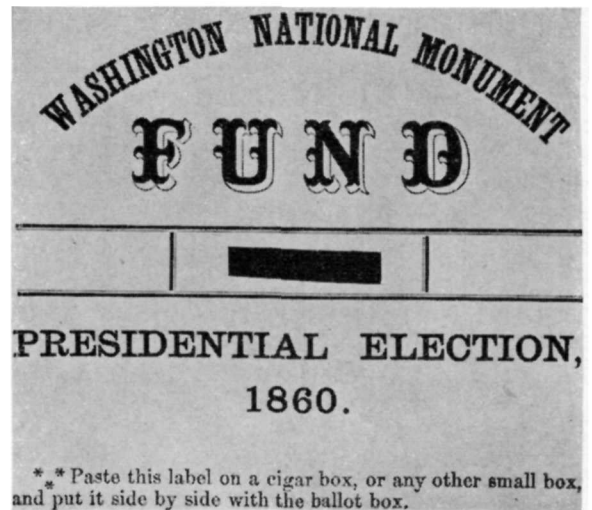 WASHINGTON NATIONAL MONUMENT
FUND
PRESIDENTIAL ELECTION,
1860.
*** Paste this label on a cigar box, or any other small box,
and put it side by side with the ballot box.